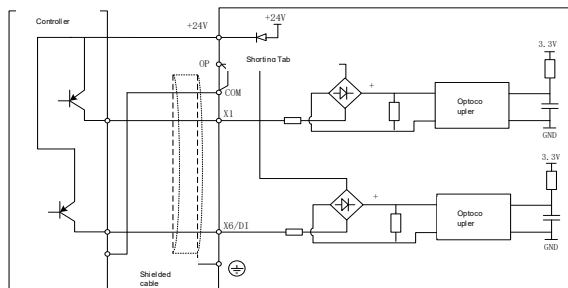 Controller
+24V
+24V
OP
Shorting Tab
COM
X1
+
Optoco
upler
3.3V
GND
3.3V
+
Optoco
upler
X6/DI
GND
Shielded
cable